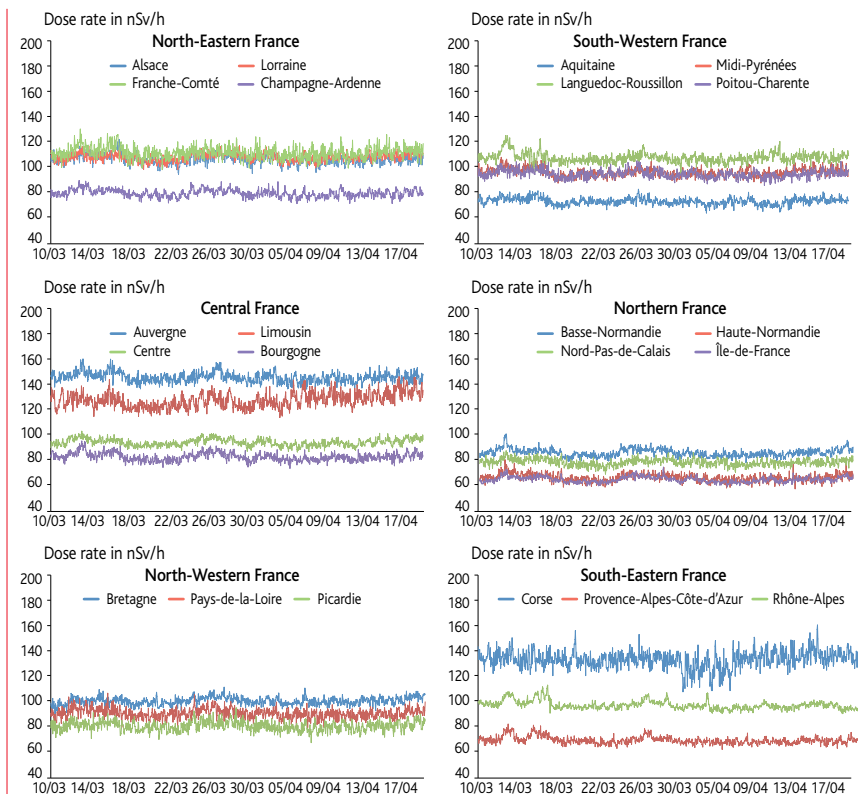 Dose rate in nSv/h
North-Eastern France
Alsace Lorraine
Franche-Comté Champagne-Ardenne
200
180
160
140
120
100
80
60
40
10/03 14/03 18/03 22/03 26/03 30/03 05/04 09/04 13/04 17/04
Dose rate in nSv/h
South-Western France
Aquitaine Midi-Pyrénées
Languedoc-Roussillon Poitou-Charente
200
180
160
140
120
100
80
60
40
10/03 14/03 18/03 22/03 26/03 30/03 05/04 09/04 13/04 17/04
Dose rate in nSv/h
Central France
Auvergne Limousin
Centre Bourgogne
200
180
160
140
120
100
80
60
40
10/03 14/03 18/03 22/03 26/03 30/03 05/04 09/04 13/04 17/04
Dose rate in nSv/h
Northern France
Basse-Normandie Haute-Normandie
Nord-Pas-de-Calais Île-de-France
200
180
160
140
120
100
80
60
40
10/03 14/03 18/03 22/03 26/03 30/03 05/04 09/04 13/04 17/04
Dose rate in nSv/h
North-Western France
Bretagne Pays-de-la-Loire Picardie
200
180
160
140
120
100
80
60
40
10/03 14/03 18/03 22/03 26/03 30/03 05/04 09/04 13/04 17/04
Dose rate in nSv/h
South-Eastern France
Corse Provence-Alpes-Côte-d'Azur Rhône-Alpes
200
180
160
140
120
100
80
60
40
10/03 14/03 18/03 22/03 26/03 30/03 05/04 09/04 13/04 17/04